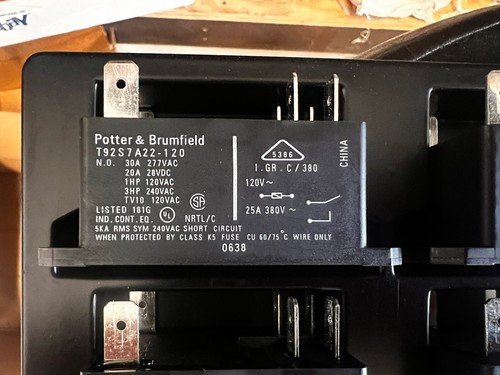 Potter & Brumfield
T92S7A22-120
N.O. 30A 277VAC
20A 28VDC
1HP 120VAC
3HP 240VAC
TV10 120VAC
LISTED 181G
IND. CONT. EQ. UL NRTL/C
SA
5KA RMS SYM 240VAC SHORT CIRCUIT
WHEN PROTECTED BY CLASS K5 FUSE CU 60/75°C WIRE ONLY
0638
5386
I.GR.C/380
120V~
25A 380V~
CHINA